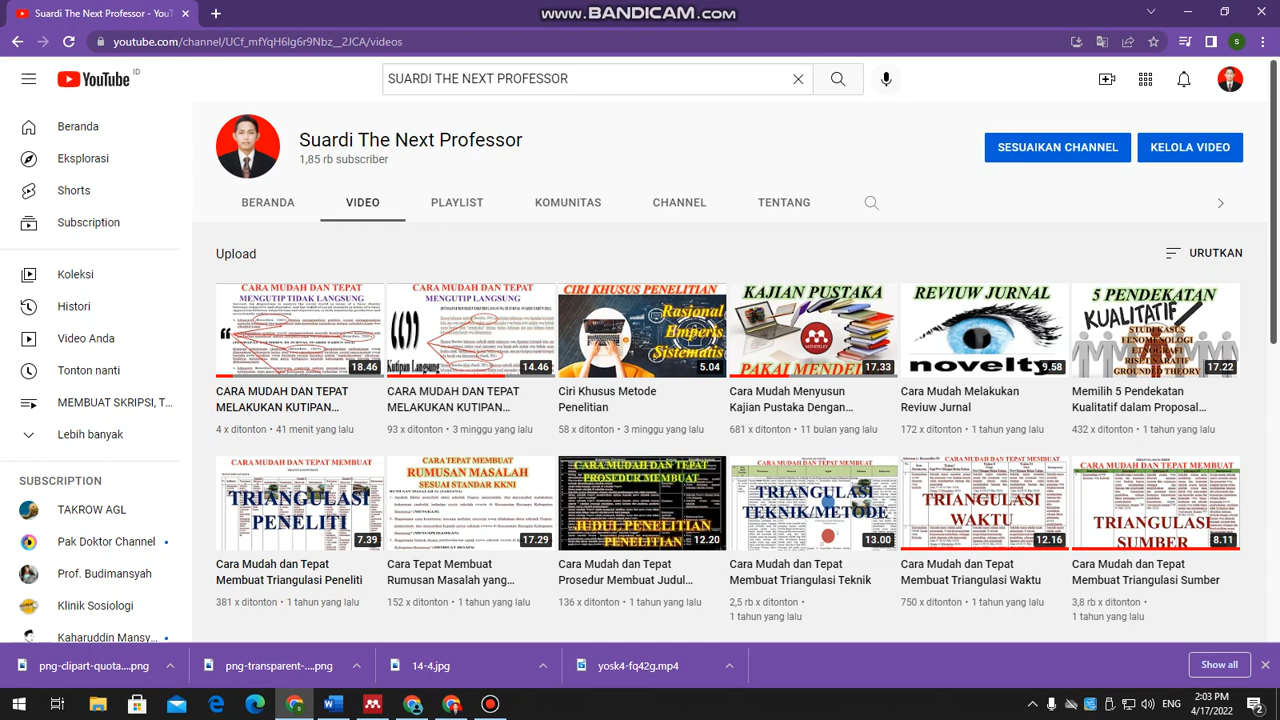 Suardi The Next Professor - YouT
www.BANDICAM.com
youtube.com/channel/UCf_mfYqH6Ig6r9Nbz__2JCA/videos
YouTube ID
SUARDI THE NEXT PROFESSOR
Beranda
Eksplorasi
Shorts
Subscription
Koleksi
Histori
Video Anda
Tonton nanti
MEMBUAT SKRIPSI, T...
Lebih banyak
SUBSCRIPTION
TAKROW AGL
Pak Doktor Channel
Prof. Budimansyah
Klinik Sosiologi
Kaharuddin Mansy...
Suardi The Next Professor
1,85 rb subscriber
SESUAIKAN CHANNEL
KELOLA VIDEO
BERANDA VIDEO PLAYLIST KOMUNITAS CHANNEL TENTANG
Upload
URUTKAN
CARA MUDAH DAN TEPAT
MENGUTIP TIDAK LANGSUNG
18.46
CARA MUDAH DAN TEPAT
MELAKUKAN KUTIPAN...
4 x ditonton • 41 menit yang lalu
CARA MUDAH DAN TEPAT
MENGUTIP LANGSUNG
Kutipan Langsung
14.46
CARA MUDAH DAN TEPAT
MELAKUKAN KUTIPAN...
93 x ditonton • 3 minggu yang lalu
CIRI KHUSUS PENELITIAN
Rasional
Empiris
Sistematis
5.04
Ciri Khusus Metode
Penelitian
58 x ditonton • 3 minggu yang lalu
KAJIAN PUSTAKA
PAKAI MENDEL
17.33
Cara Mudah Menyusun
Kajian Pustaka Dengan...
681 x ditonton • 11 bulan yang lalu
REVIUW JURNAL
novelty
9.58
Cara Mudah Melakukan
Reviuw Jurnal
172 x ditonton • 1 tahun yang lalu
5 PENDEKATAN
KUALITATIF
STUDI KASUS
FENOMENOLOGI
ETNOGRAFI
RISET NARATIF
GROUNDED THEORY
17.22
Memilih 5 Pendekatan
Kualitatif dalam Proposal...
432 x ditonton • 1 tahun yang lalu
CARA MUDAH DAN TEPAT MEMBUAT
TRIANGULASI
PENELITI
7.39
Cara Mudah dan Tepat
Membuat Triangulasi Peneliti
381 x ditonton • 1 tahun yang lalu
CARA TEPAT MEMBUAT
RUMUSAN MASALAH
SESUAI STANDAR KKNI
17.29
Cara Tepat Membuat
Rumusan Masalah yang...
152 x ditonton • 1 tahun yang lalu
CARA MUDAH DAN TEPAT
PROSEDUR MEMBUAT
JUDUL PENELITIAN
PENELITIAN
12.20
Cara Mudah dan Tepat
Prosedur Membuat Judul...
136 x ditonton • 1 tahun yang lalu
CARA MUDAH DAN TEPAT MEMBUAT
TRIANGULASI
TEKNIK/METODE
13.00
Cara Mudah dan Tepat
Membuat Triangulasi Teknik
2,5 rb x ditonton •
1 tahun yang lalu
CARA MUDAH DAN TEPAT MEMBUAT
TRIANGULASI
WAKTU
12.16
Cara Mudah dan Tepat
Membuat Triangulasi Waktu
750 x ditonton • 1 tahun yang lalu
CARA MUDAH DAN TEPAT MEMBUAT
TRIANGULASI
SUMBER
8.11
Cara Mudah dan Tepat
Membuat Triangulasi Sumber
3,8 rb x ditonton •
1 tahun yang lalu
png-clipart-quota....png
png-transparent-....png
14-4.jpg
yosk4-fq42g.mp4
Show all
ENG
2:03 PM
4/17/2022
2